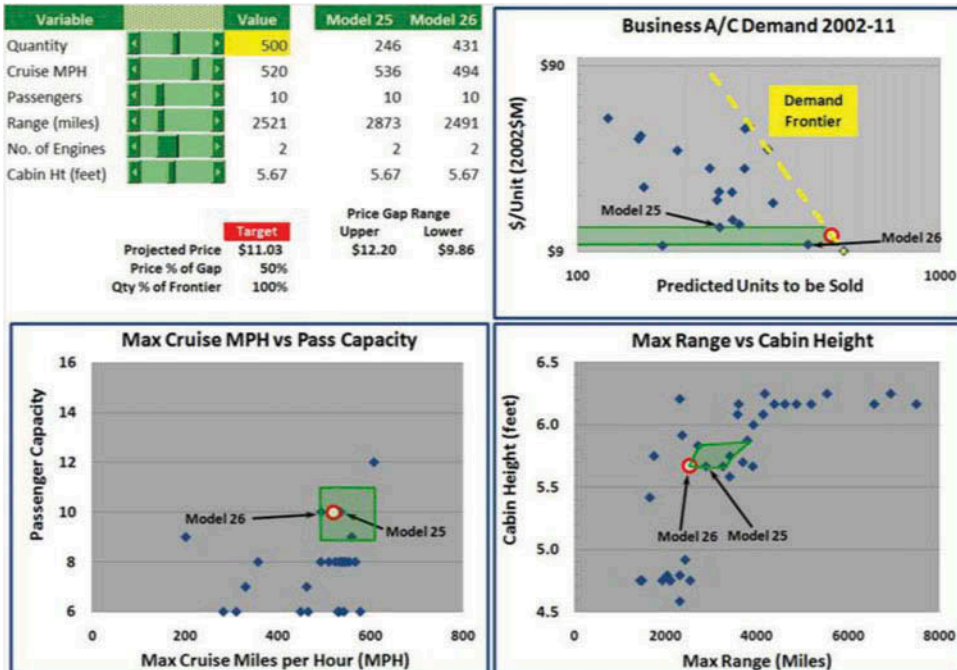 Variable Value Model 25 Model 26
Quantity 500 246 431
Cruise MPH 520 536 494
Passengers 10 10 10
Range (miles) 2521 2873 2491
No. of Engines 2 2 2
Cabin Ht (feet) 5.67 5.67 5.67
Price Gap Range
Target Upper Lower
Projected Price $11.03 $12.20 $9.86
Price % of Gap 50%
Qty % of Frontier 100%
Business A/C Demand 2002-11
$/Unit (2002$M)
$90
Demand
Frontier
Model 25
Model 26
$9
100 1000
Predicted Units to be Sold
Max Cruise MPH vs Pass Capacity
Passenger Capacity
16
14
12
10
8
6
Model 26
Model 25
0 200 400 600 800
Max Cruise Miles per Hour (MPH)
Max Range vs Cabin Height
Cabin Height (feet)
6.5
6.0
5.5
5.0
4.5
Model 26
Model 25
0 2000 4000 6000 8000
Max Range (Miles)